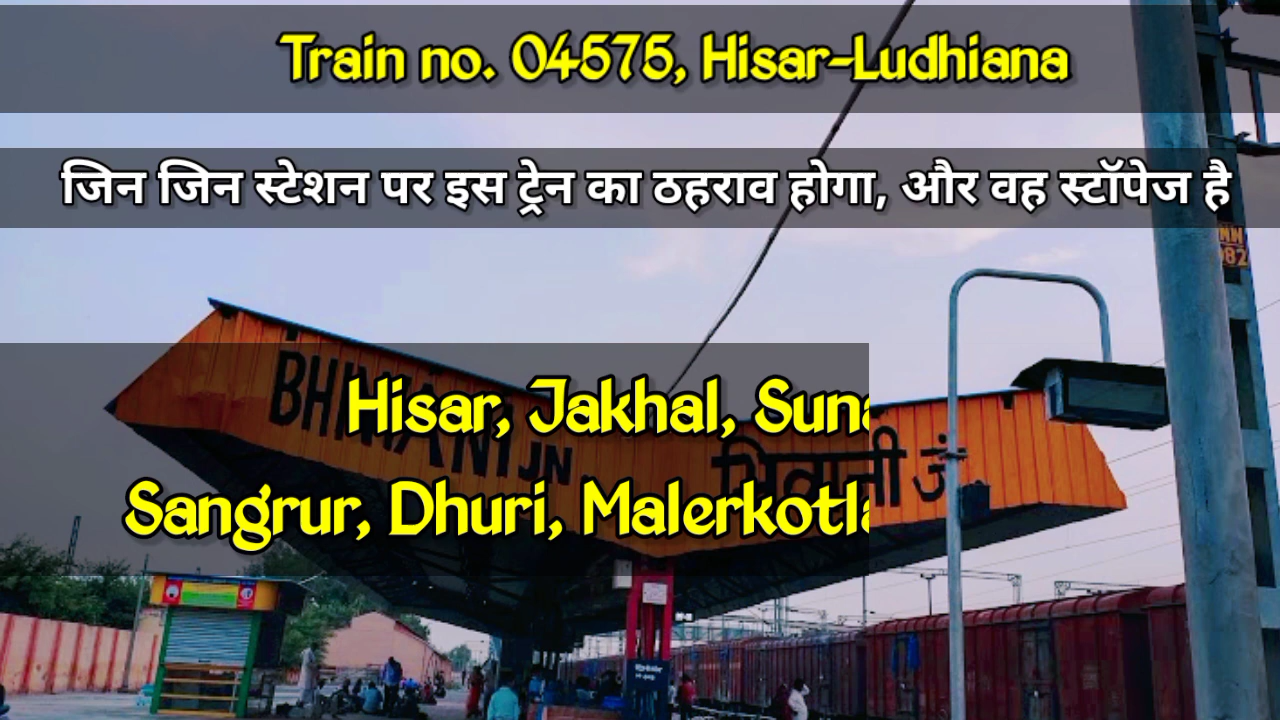 Train no. 04575, Hisar-Ludhiana
जिन जिन स्टेशन पर इस ट्रेन का ठहराव होगा, और वह स्टॉपेज है
Hisar, Jakhal,
Sangrur, Dhuri,
BHIWANI JN
भिवानी जं